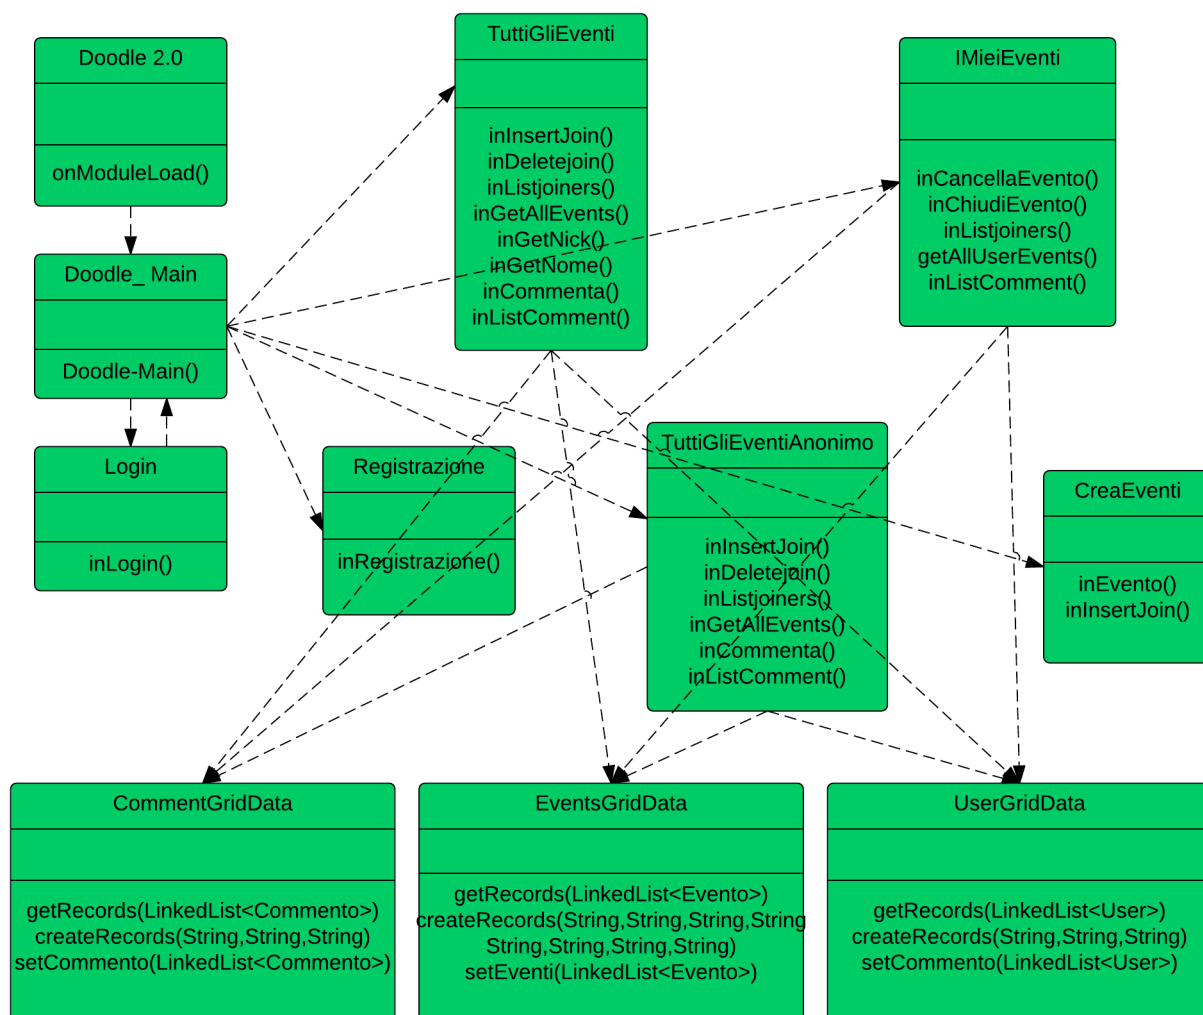 Doodle 2.0
onModuleLoad()
TuttiGliEventi
inInsertJoin()
inDeletejoin()
inListjoiners()
inGetAllEvents()
inGetNick()
inGetNome()
inCommenta()
inListComment()
IMieiEventi
inCancellaEvento()
inChiudiEvento()
inListjoiners()
getAllUserEvents()
inListComment()
Doodle_ Main
Doodle-Main()
Login
inLogin()
Registrazione
inRegistrazione()
TuttiGliEventiAnonimo
inInsertJoin()
inDeletejoin()
inListjoiners()
inGetAllEvents()
inCommenta()
inListComment()
CreaEventi
inEvento()
inInsertJoin()
CommentGridData
getRecords(LinkedList<Commento>)
createRecords(String,String,String)
setCommento(LinkedList<Commento>)
EventsGridData
getRecords(LinkedList<Evento>)
createRecords(String,String,String,String
String,String,String,String)
setEventi(LinkedList<Evento>)
UserGridData
getRecords(LinkedList<User>)
createRecords(String,String,String)
setCommento(LinkedList<User>)